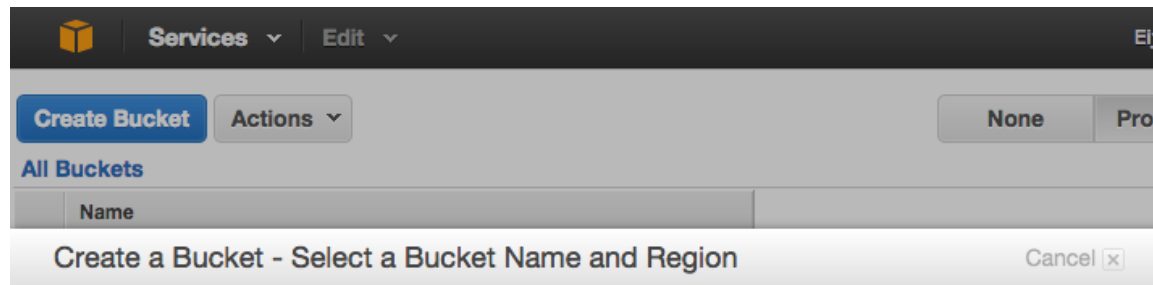 Services Edit
Create Bucket Actions None
All Buckets
Name
Create a Bucket - Select a Bucket Name and Region Cancel